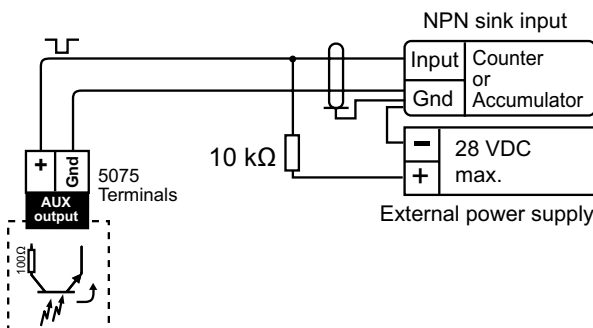 NPN sink input
Input
Gnd
Counter
or
Accumulator
10 kΩ
−
+
28 VDC
max.
External power supply
+
Gnd
5075
Terminals
AUX
output
100Ω